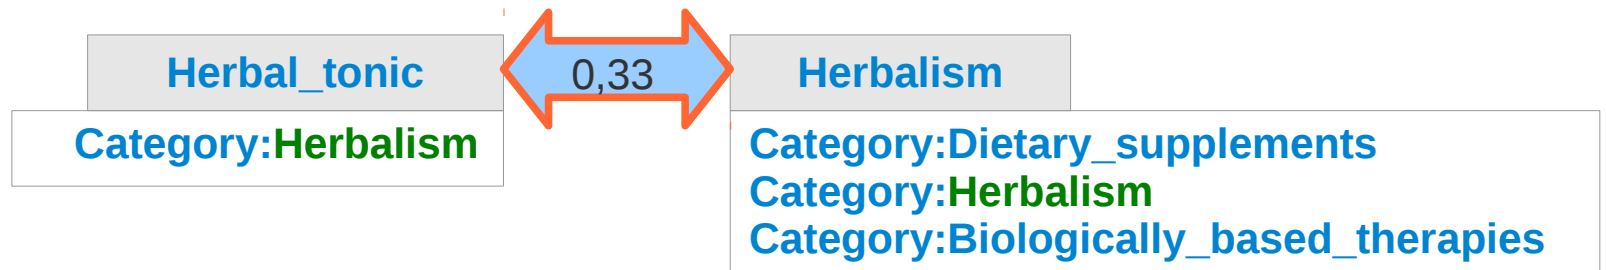 Herbal_tonic
0,33
Herbalism
Category:Herbalism
Category:Dietary_supplements
Category:Herbalism
Category:Biologically_based_therapies